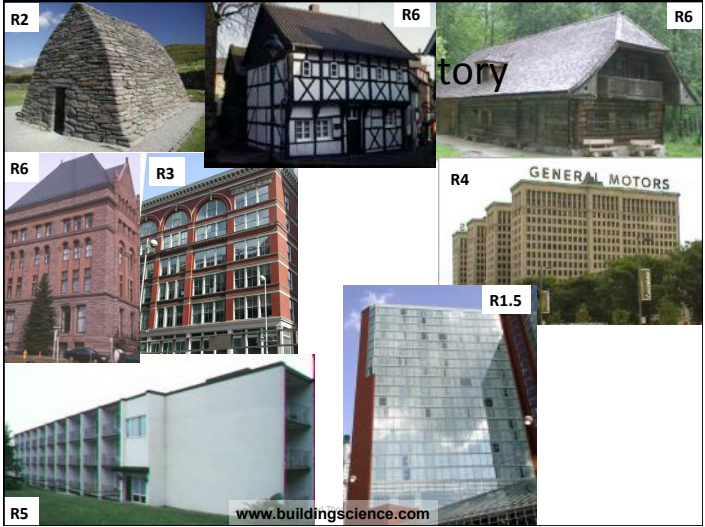 R2
R6
R6
tory
R6
R3
R4
GENERAL MOTORS
R1.5
R5
www.buildingscience.com